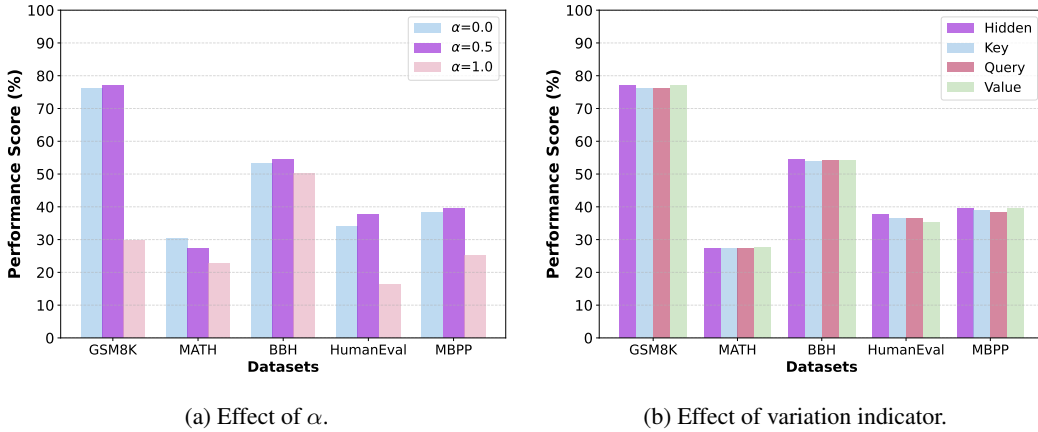 100
90
80
70
60
50
40
30
20
10
0
Performance Score (%)
α=0.0
α=0.5
α=1.0
GSM8K MATH BBH HumanEval MBPP
Datasets
(a) Effect of α.
100
90
80
70
60
50
40
30
20
10
0
Performance Score (%)
Hidden
Key
Query
Value
GSM8K MATH BBH HumanEval MBPP
Datasets
(b) Effect of variation indicator.